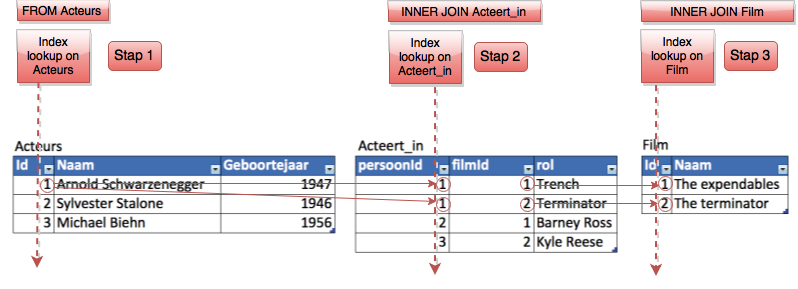 FROM Acteurs
INNER JOIN Acteert_in
INNER JOIN Film
Index
lookup on
Acteurs
Stap 1
Index
lookup on
Acteert_in
Stap 2
Index
lookup on
Film
Stap 3
Acteurs
Id Naam Geboortejaar
1 Arnold Schwarzenegger 1947
2 Sylvester Stalone 1946
3 Michael Biehn 1956
Acteert_in
persoonId filmId rol
1 1 Trench
1 2 Terminator
2 1 Barney Ross
3 2 Kyle Reese
Film
Id Naam
1 The expendables
2 The terminator